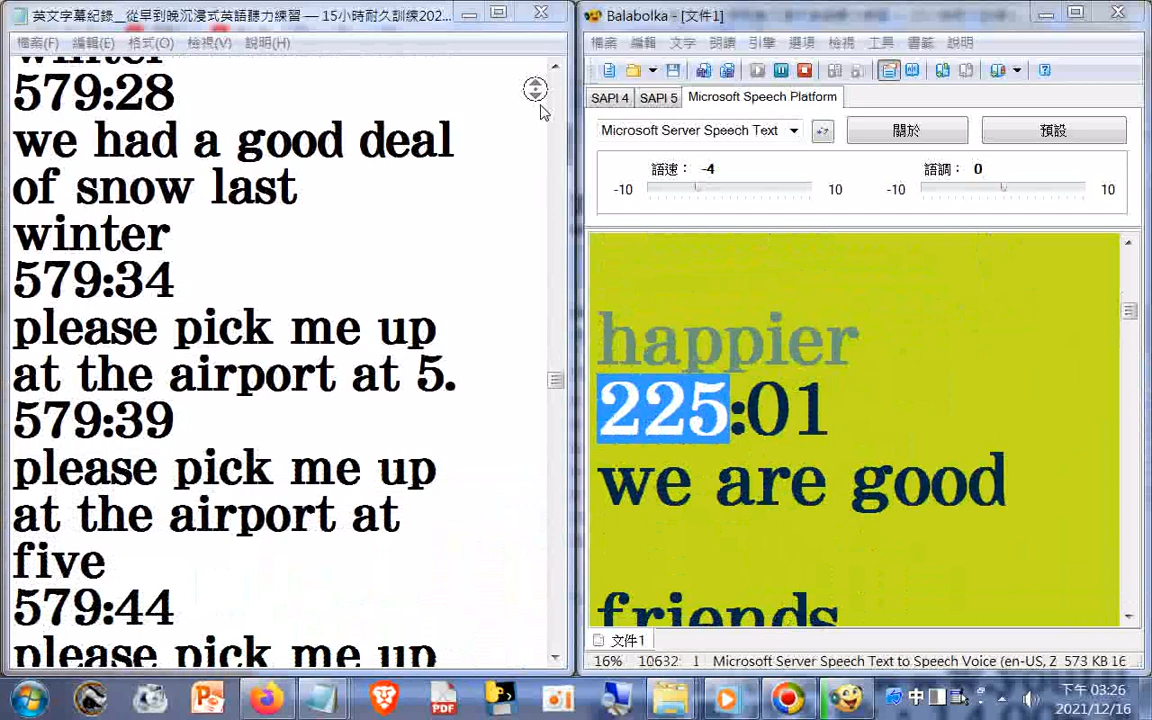 英文字幕紀錄__從早到晚沉浸式英語聽力練習 — 15小時耐久訓練202...
檔案(F) 編輯(E) 格式(O) 檢視(V) 說明(H)
winter
579:28
we had a good deal
of snow last
winter
579:34
please pick me up
at the airport at 5.
579:39
please pick me up
at the airport at
five
579:44
please pick me up
Balabolka - [文件1]
檔案 編輯 文字 朗讀 引擎 選項 檢視 工具 書籤 說明
SAPI 4 SAPI 5 Microsoft Speech Platform
Microsoft Server Speech Text 關於 預設
語速： -4 語調： 0
-10 10 -10 10
happier
225:01
we are good
friends
文件1
16% 10632: 1 Microsoft Server Speech Text to Speech Voice (en-US, Z 573 KB 16
中 下午 03:26
2021/12/16